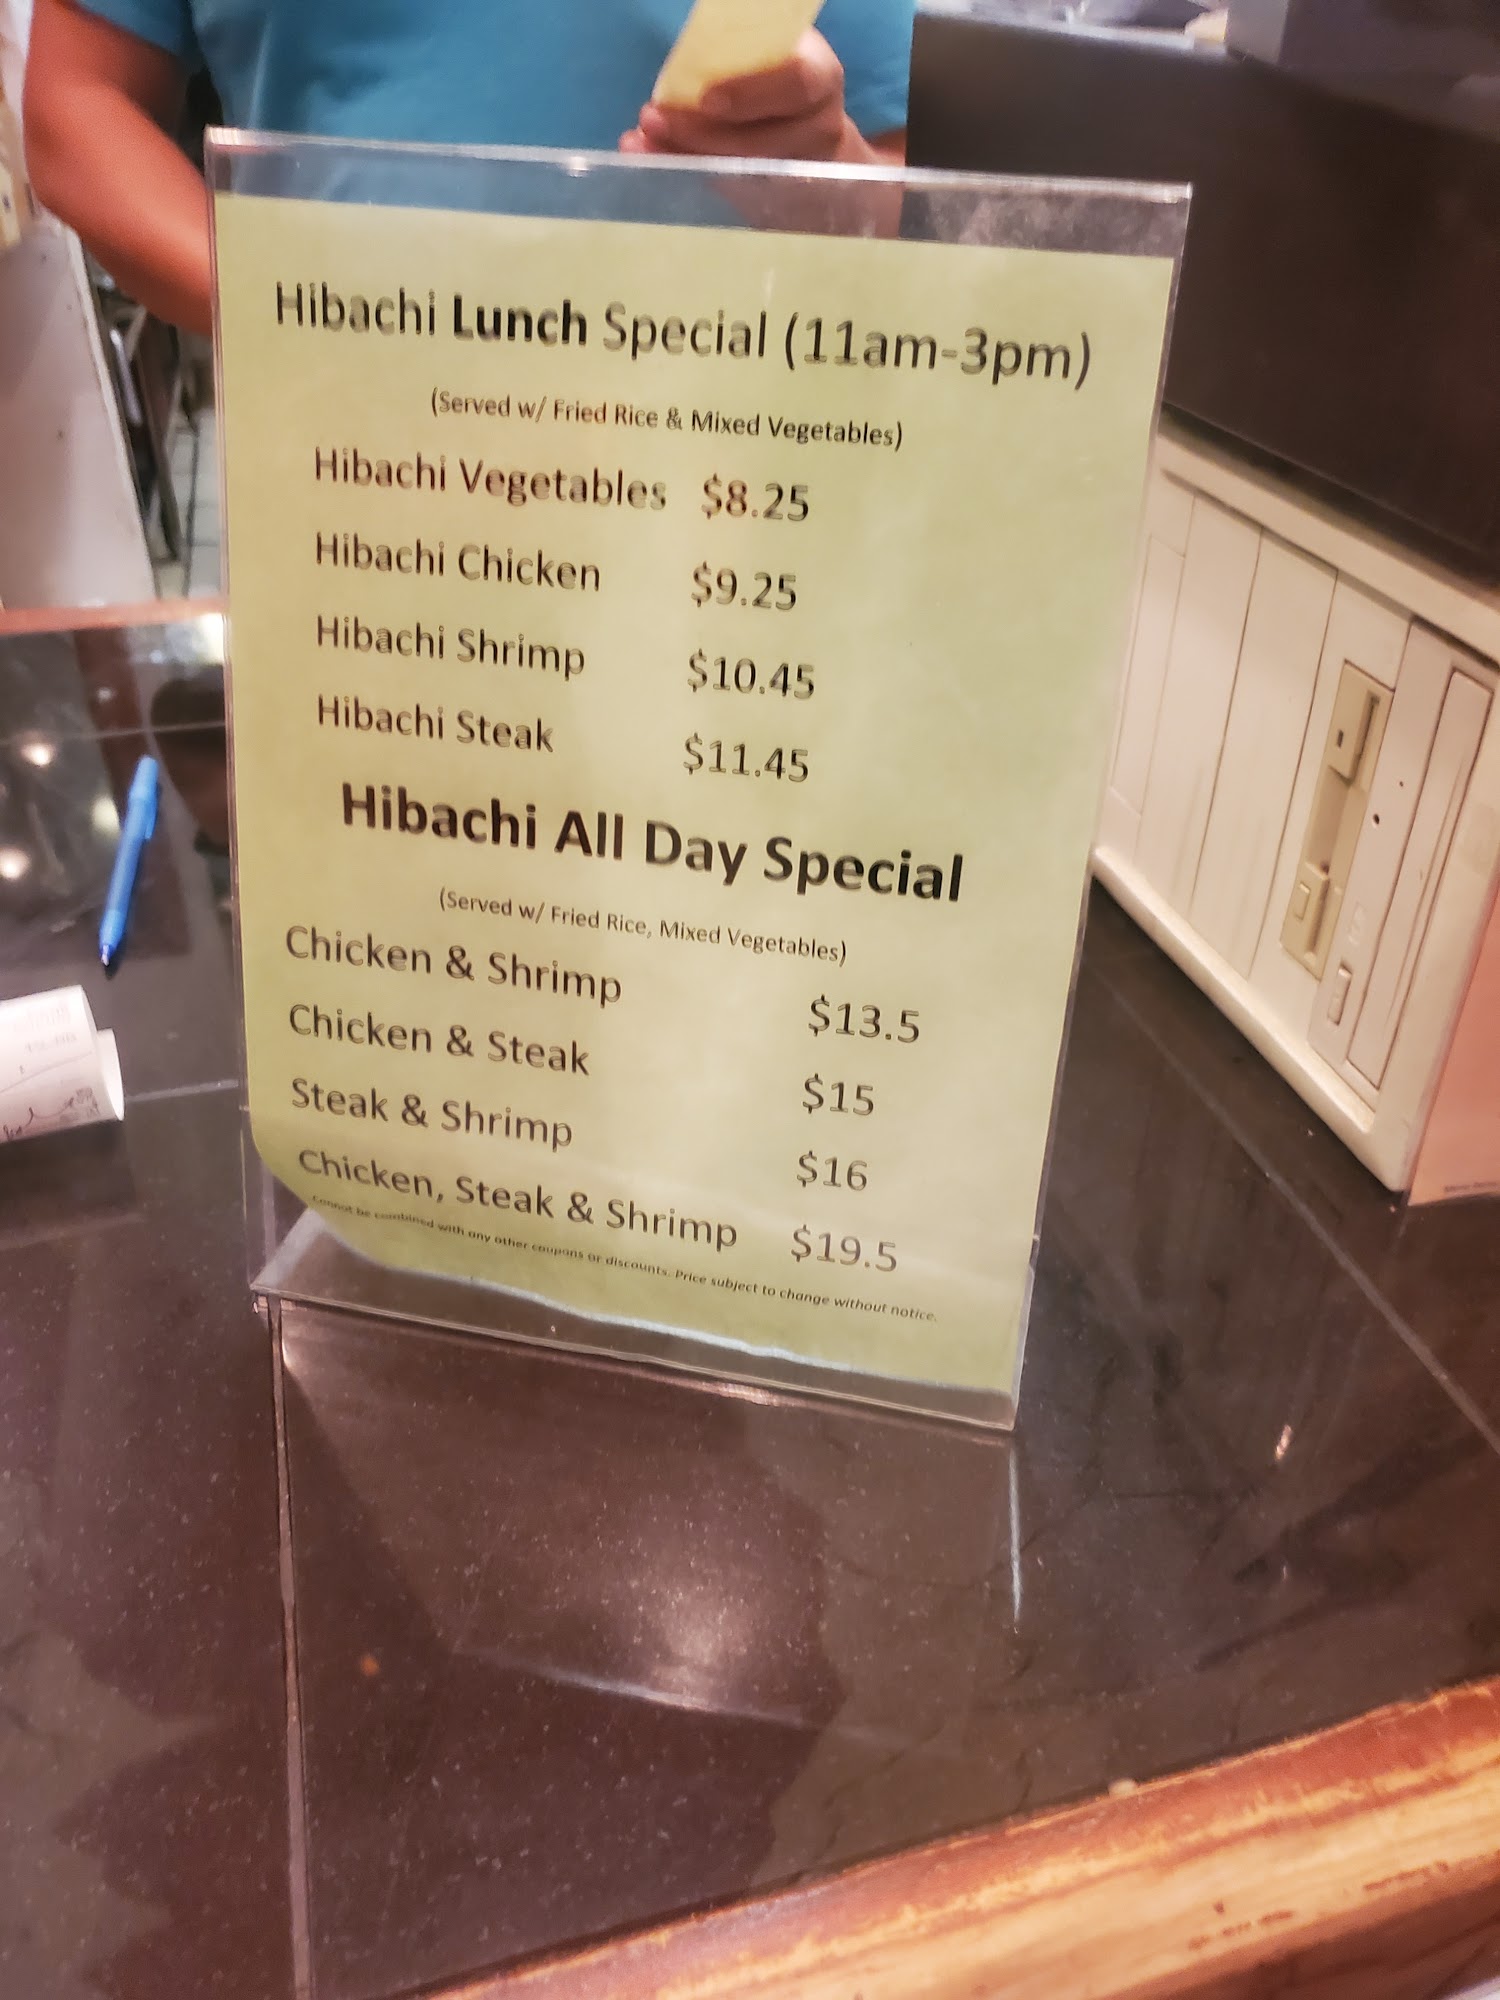 Hibachi Lunch Special (11am-3pm)
(Served w/ Fried Rice & Mixed Vegetables)
Hibachi Vegetables $8.25
Hibachi Chicken $9.25
Hibachi Shrimp $10.45
Hibachi Steak $11.45
Hibachi All Day Special
(Served w/ Fried Rice, Mixed Vegetables)
Chicken & Shrimp $13.5
Chicken & Steak $15
Steak & Shrimp $16
Chicken, Steak & Shrimp $19.5
Cannot be combined with any other coupons or discounts. Price subject to change without notice.